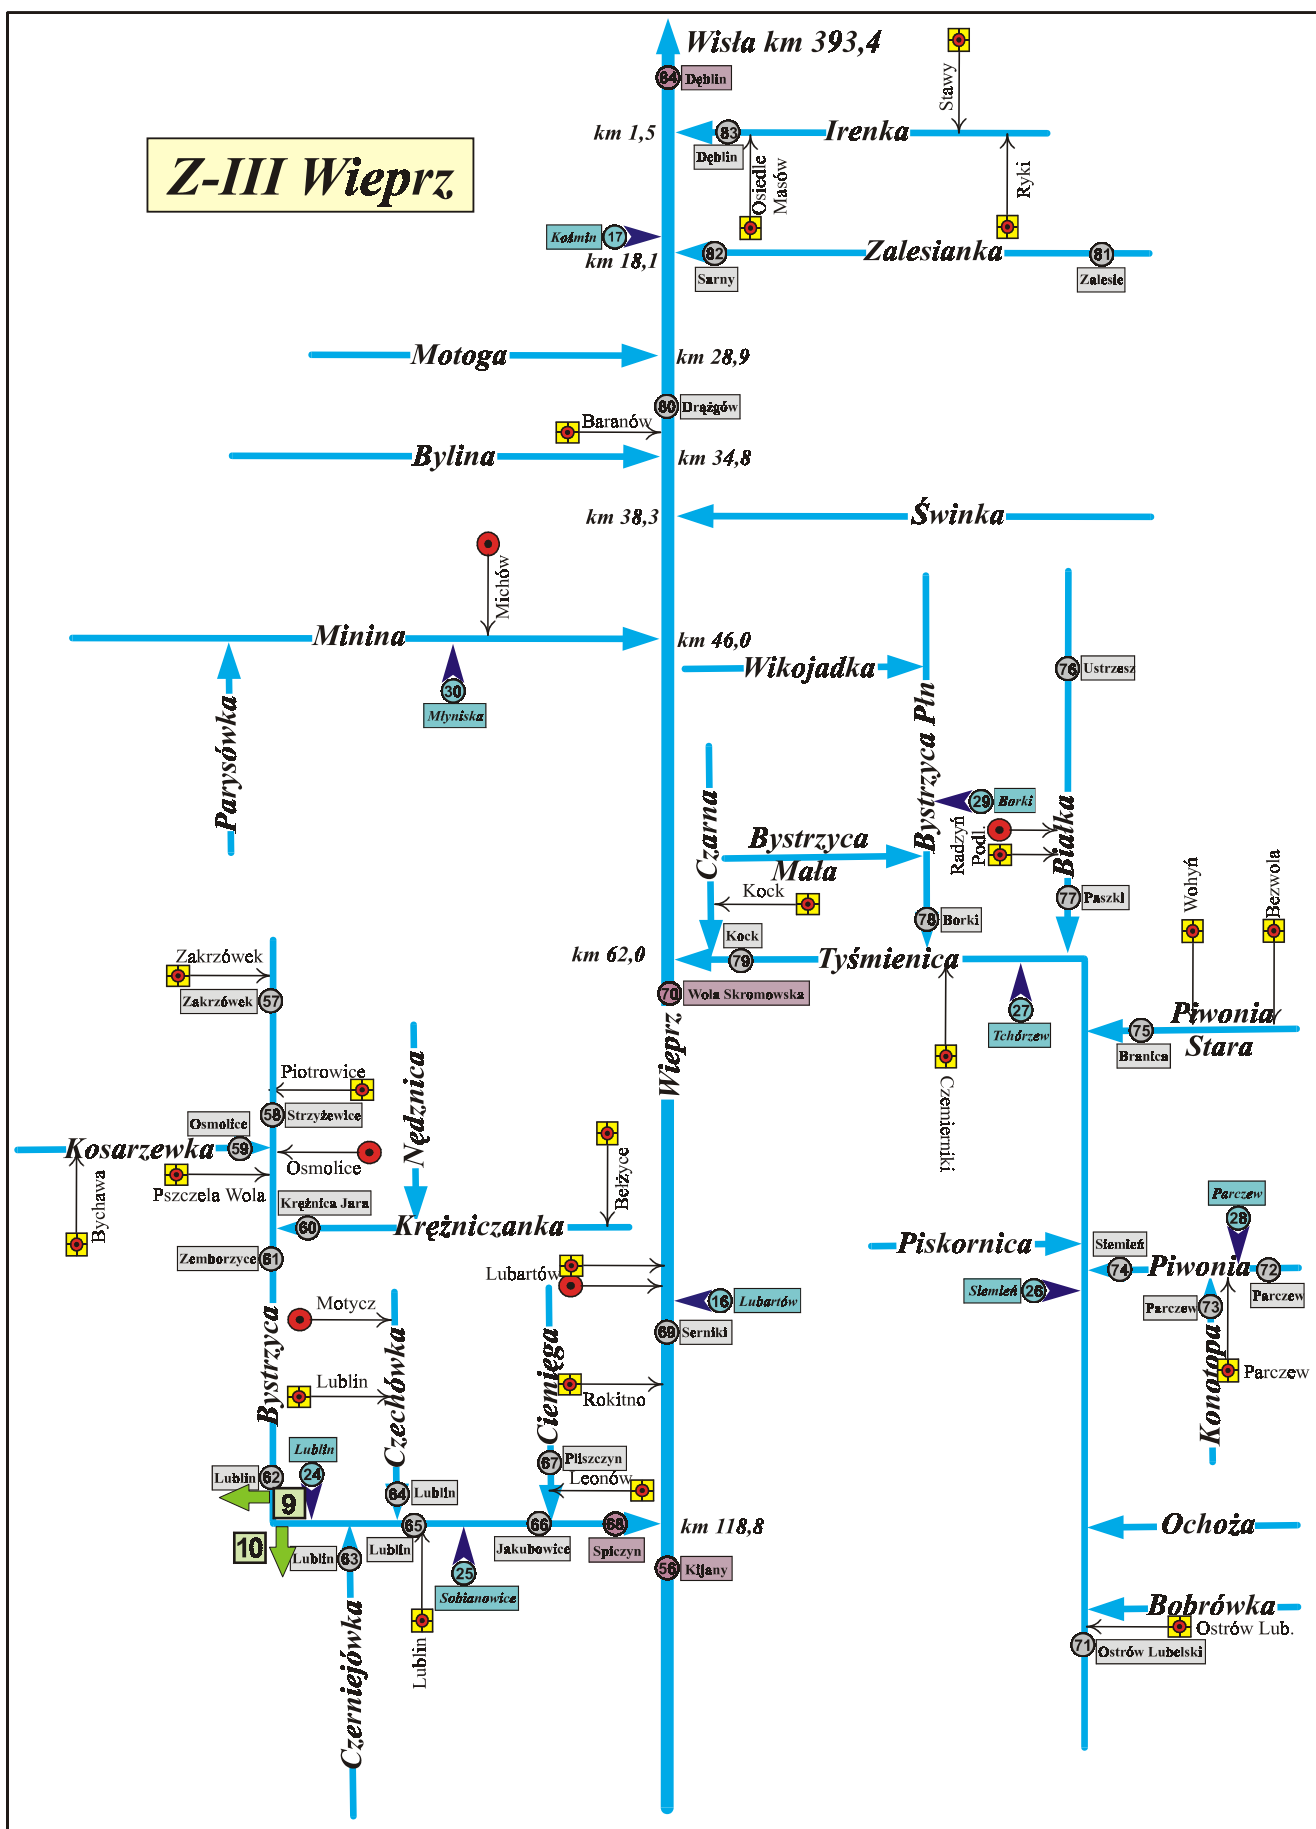 Wisła km 393,4
84 Dęblin
Stawy
km 1,5
83
Irenka
Dęblin
Osiedle
Masów
Ryki
Z-III Wieprz
Kośmin 17
km 18,1
82
Zalesianka
81
Sarny
Zalesie
Motoga
km 28,9
80 Drążgów
Baranów
Bylina
km 34,8
km 38,3
Świnka
Michów
Minina
km 46,0
Wikojadka
76 Ustrzesz
30
Młyniska
Parysówka
Bystrzyca Płn
Czarna
29 Borki
Radzyń
Podl.
Białka
Bystrzyca
Mała
Kock
77 Paszki
78 Borki
Wohyń
Bezwola
Kock
km 62,0
79
Tyśmienica
Zakrzówek
Zakrzówek 57
70 Wola Skromowska
27
Tchórzew
Piwonia
Stara
75
Branica
Wieprz
Czemierniki
Piotrowice
58 Strzyżewice
Nędznica
Osmolice
Kosarzewka 59
Osmolice
Pszczela Wola
Bychawa
Bełżyce
Krężnica Jara
60
Krężniczanka
Zemborzyce 61
Parczew
28
Piskornica
Siemień
74
Piwonia
72
Parczew
Siemień 26
Parczew 73
Lubartów
16 Lubartów
Motycz
69 Serniki
Bystrzyca
Czechówka
Ciemięga
Konotopa
Parczew
Lublin
Rokitno
Lublin
24
Lublin 62
67
Pliszczyn
Leonów
9
64 Lublin
10
65
66
68
km 118,8
Ochoża
Lublin 63
Lublin
Jakubowice
Spiczyn
25
Sobianowice
56 Kijany
Bobrówka
Ostrów Lub.
71 Ostrów Lubelski
Lublin
Czerniejówka